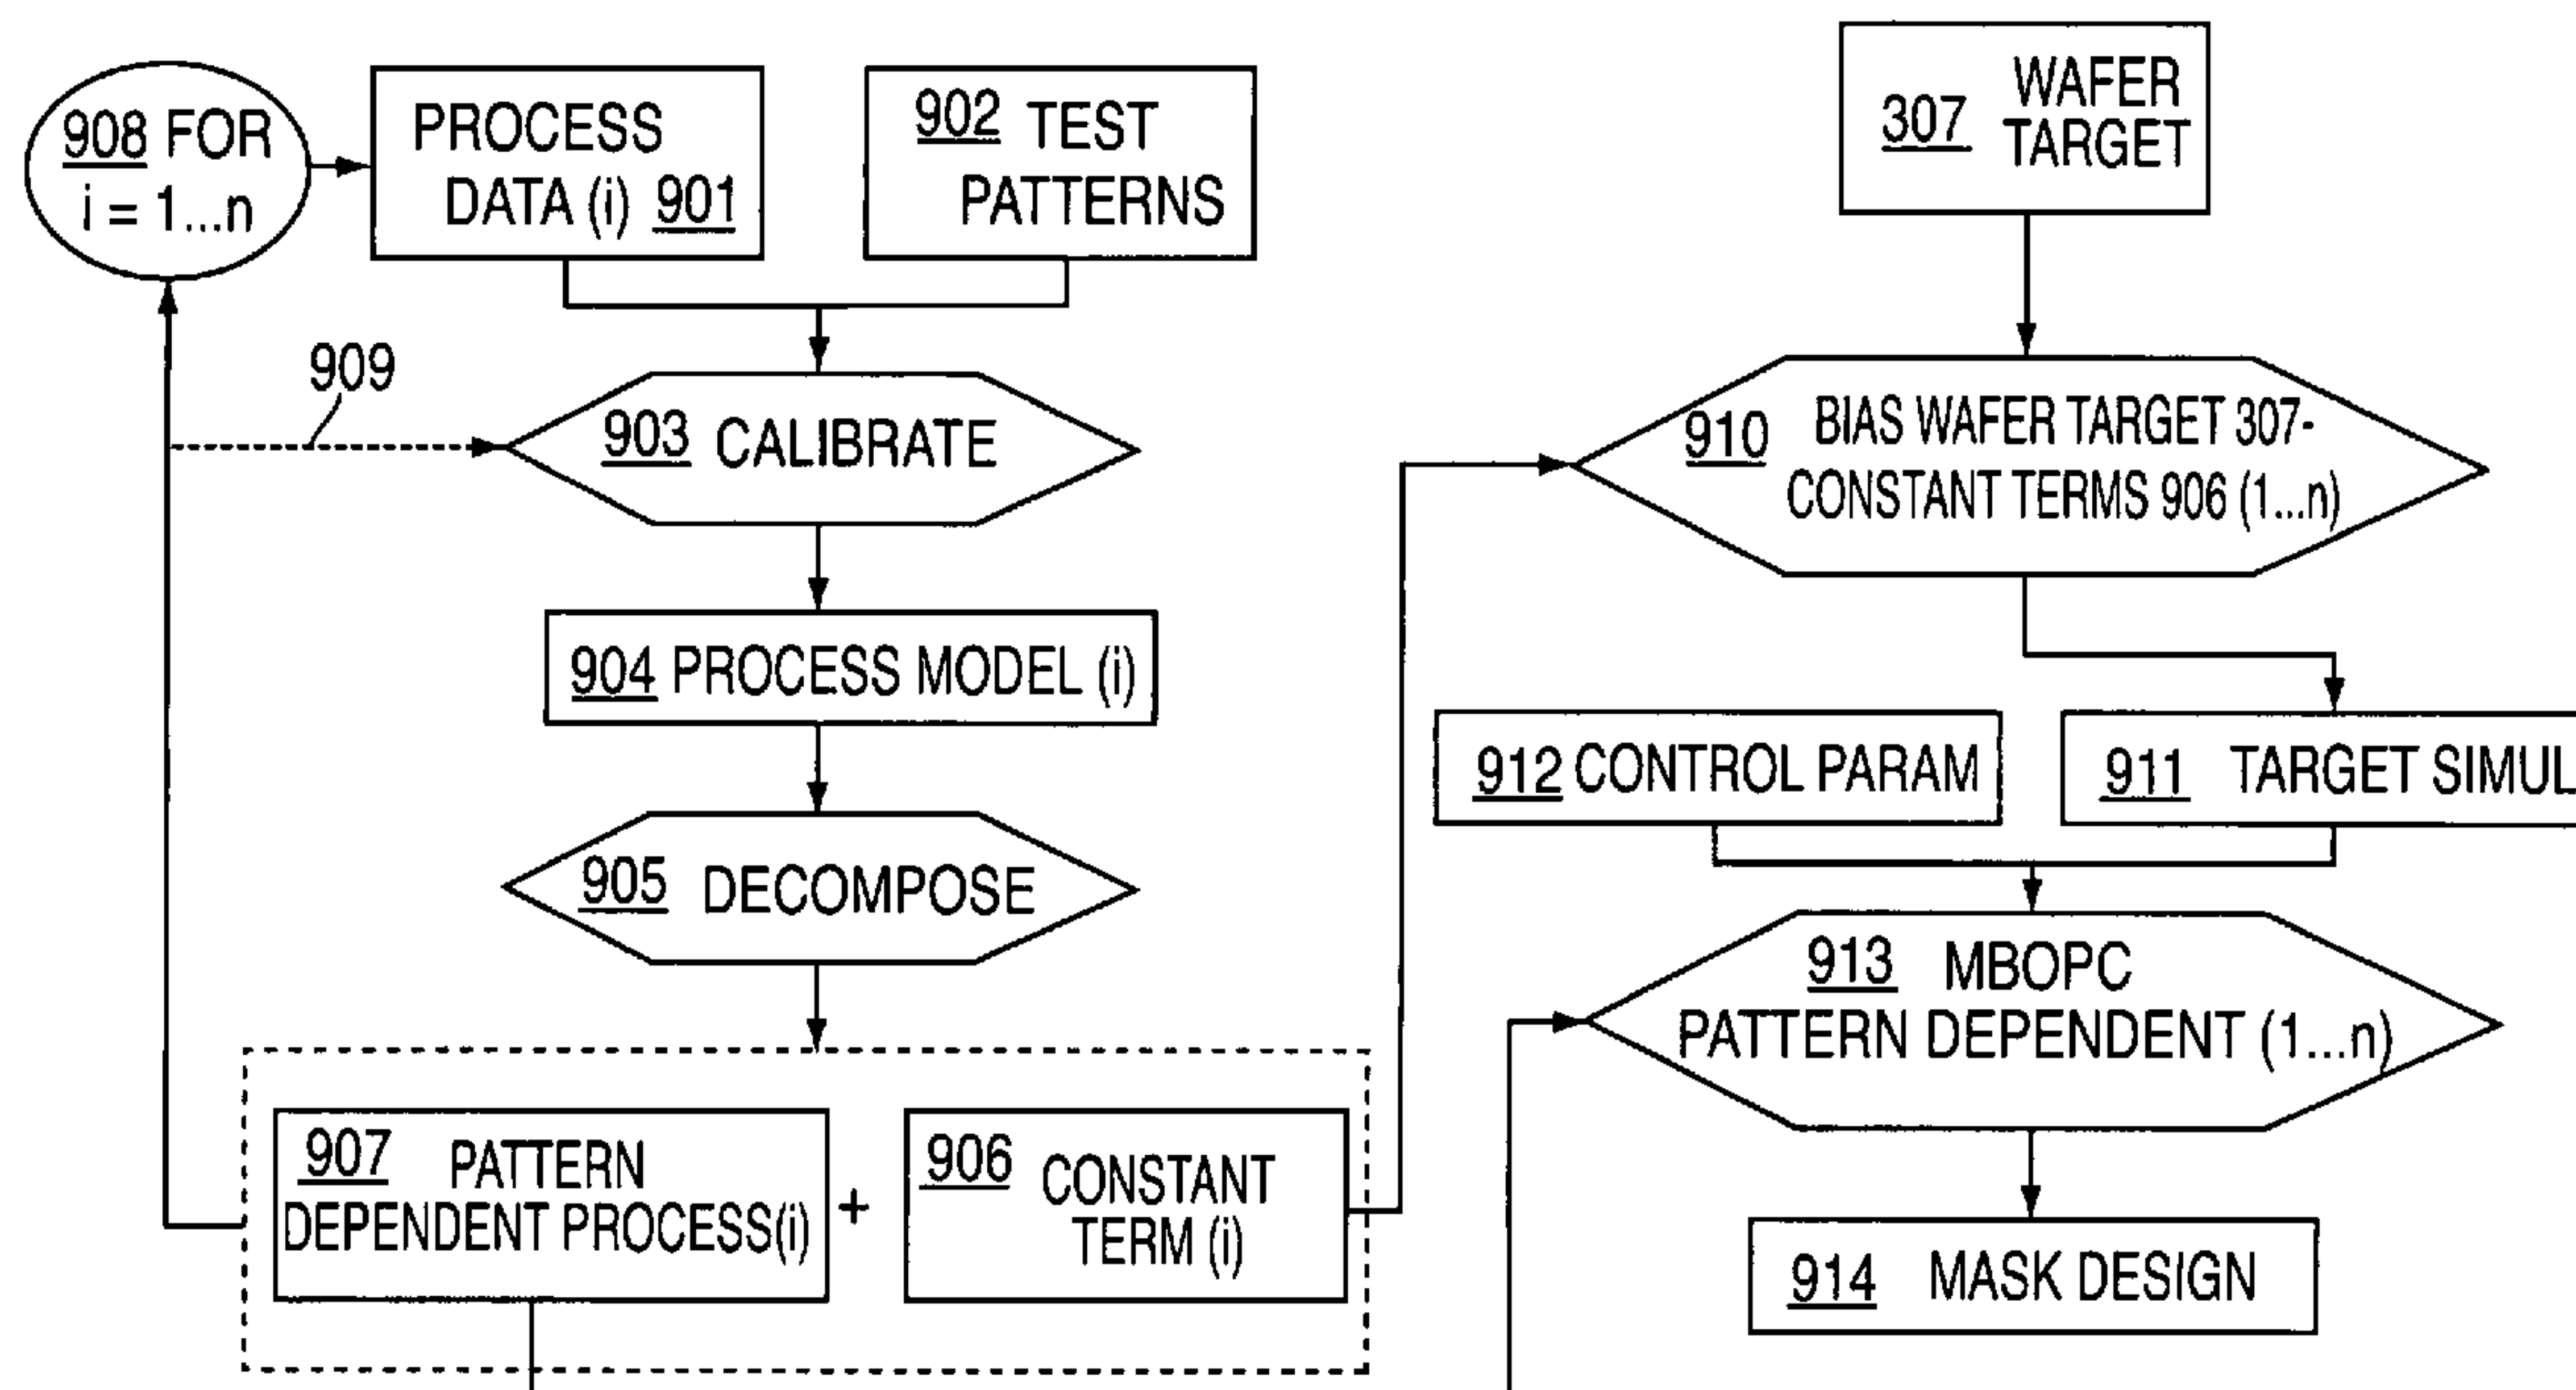 908 FOR
i = 1...n
PROCESS
DATA (i) 901
902 TEST
PATTERNS
909
903 CALIBRATE
904 PROCESS MODEL (i)
905 DECOMPOSE
907 PATTERN
DEPENDENT PROCESS(i)
+
906 CONSTANT
TERM (i)
307 WAFER
TARGET
910 BIAS WAFER TARGET 307-
CONSTANT TERMS 906 (1...n)
912 CONTROL PARAM
911 TARGET SIMUL
913 MBOPC
PATTERN DEPENDENT (1...n)
914 MASK DESIGN